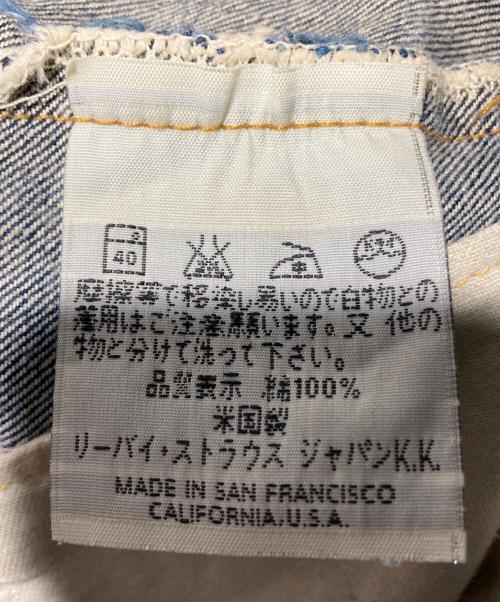 40
ドライ
摩擦等で移染し易いので白物との
着用はご注意願います。又 他の
物と分けて洗って下さい。
品質表示 綿100%
米国製
リーバイ・ストラウス ジャパンK.K.
MADE IN SAN FRANCISCO
CALIFORNIA.U.S.A.